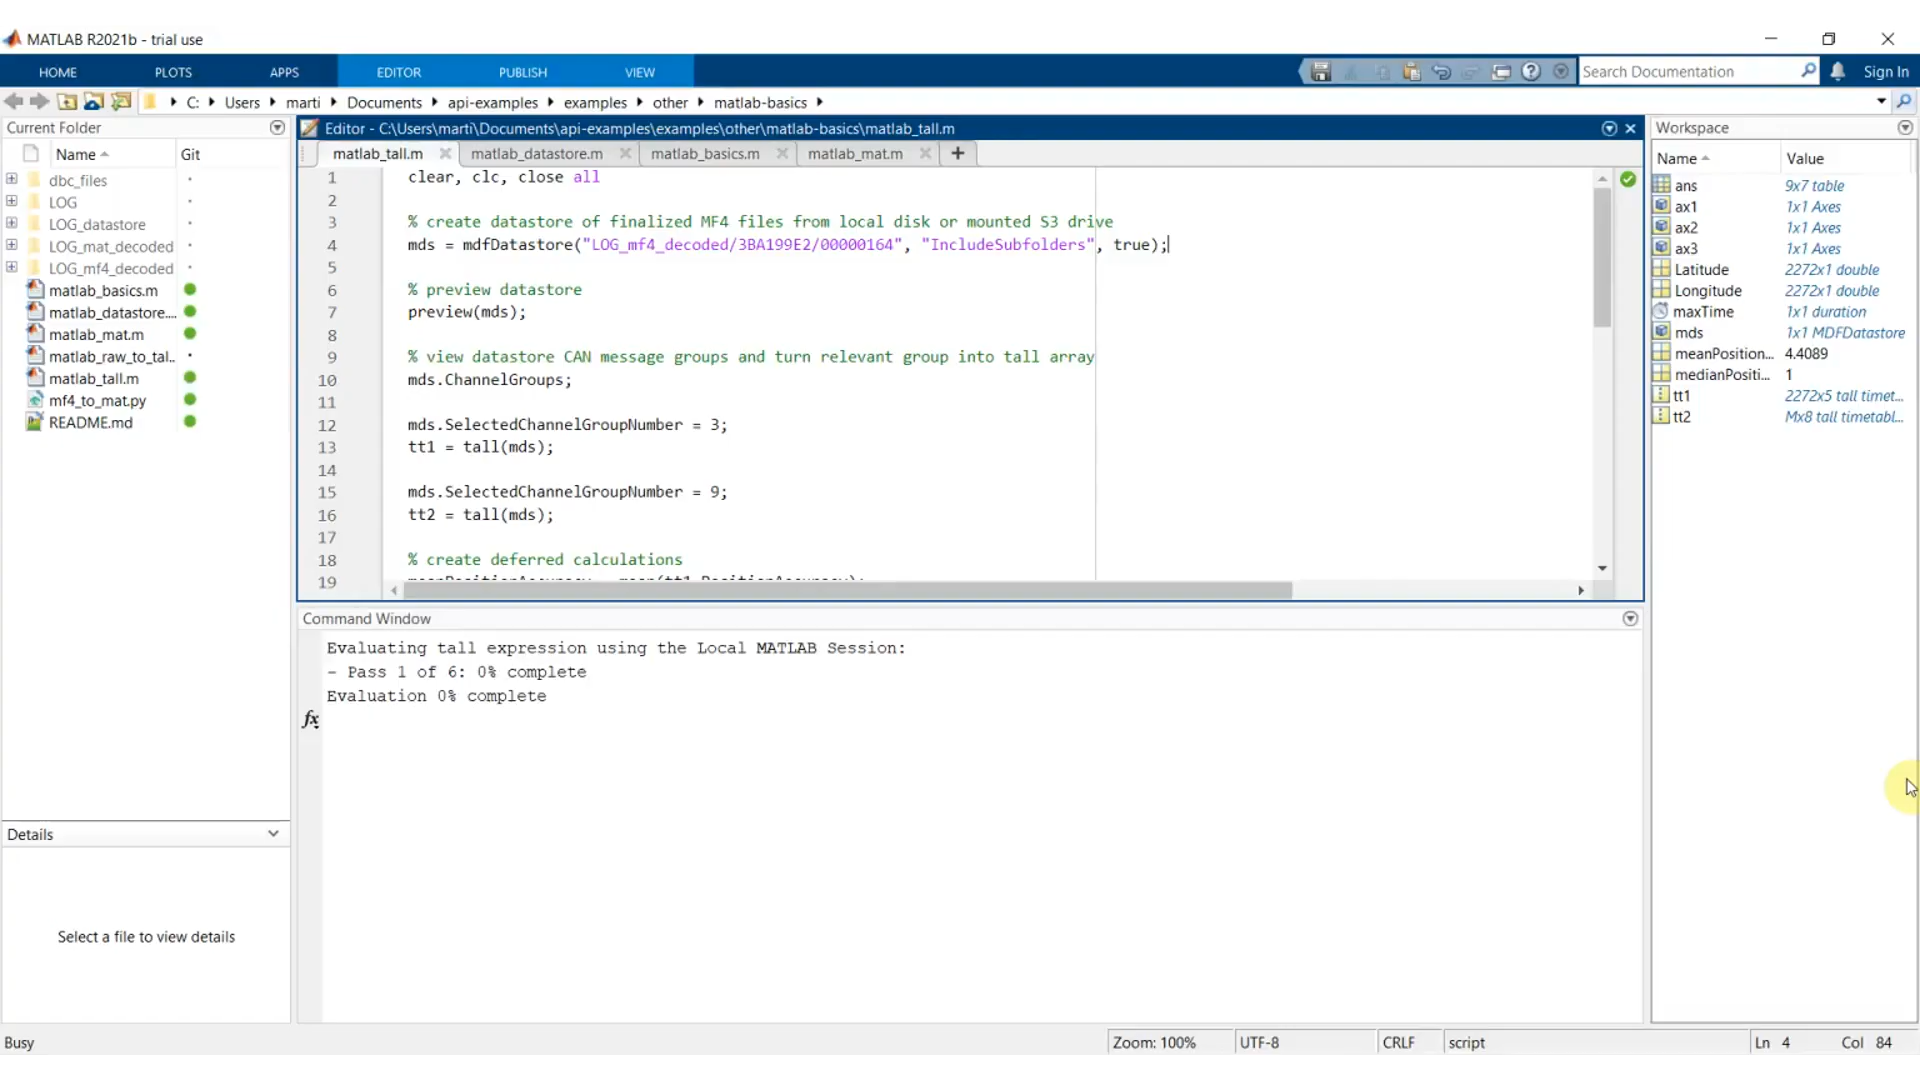 MATLAB R2021b - trial use
HOME PLOTS APPS EDITOR PUBLISH VIEW Search Documentation Sign In
C: Users marti Documents api-examples examples other matlab-basics
Current Folder
Name Git
dbc_files
LOG
LOG_datastore
LOG_mat_decoded
LOG_mf4_decoded
matlab_basics.m
matlab_datastore....
matlab_mat.m
matlab_raw_to_tal..
matlab_tall.m
mf4_to_mat.py
README.md
Details
Select a file to view details
Editor - C:\Users\marti\Documents\api-examples\examples\other\matlab-basics\matlab_tall.m
matlab_tall.m matlab_datastore.m matlab_basics.m matlab_mat.m +
1 clear, clc, close all
2
3 % create datastore of finalized MF4 files from local disk or mounted S3 drive
4 mds = mdfDatastore("LOG_mf4_decoded/3BA199E2/00000164", "IncludeSubfolders", true);
5
6 % preview datastore
7 preview(mds);
8
9 % view datastore CAN message groups and turn relevant group into tall array
10 mds.ChannelGroups;
11
12 mds.SelectedChannelGroupNumber = 3;
13 tt1 = tall(mds);
14
15 mds.SelectedChannelGroupNumber = 9;
16 tt2 = tall(mds);
17
18 % create deferred calculations
19 meanPositionAccuracy = mean(tt1.PositionAccuracy);
Command Window
Evaluating tall expression using the Local MATLAB Session:
- Pass 1 of 6: 0% complete
Evaluation 0% complete
fx
Workspace
Name Value
ans 9x7 table
ax1 1x1 Axes
ax2 1x1 Axes
ax3 1x1 Axes
Latitude 2272x1 double
Longitude 2272x1 double
maxTime 1x1 duration
mds 1x1 MDFDatastore
meanPosition... 4.4089
medianPositi... 1
tt1 2272x5 tall timet...
tt2 Mx8 tall timetabl...
Busy Zoom: 100% UTF-8 CRLF script Ln 4 Col 84